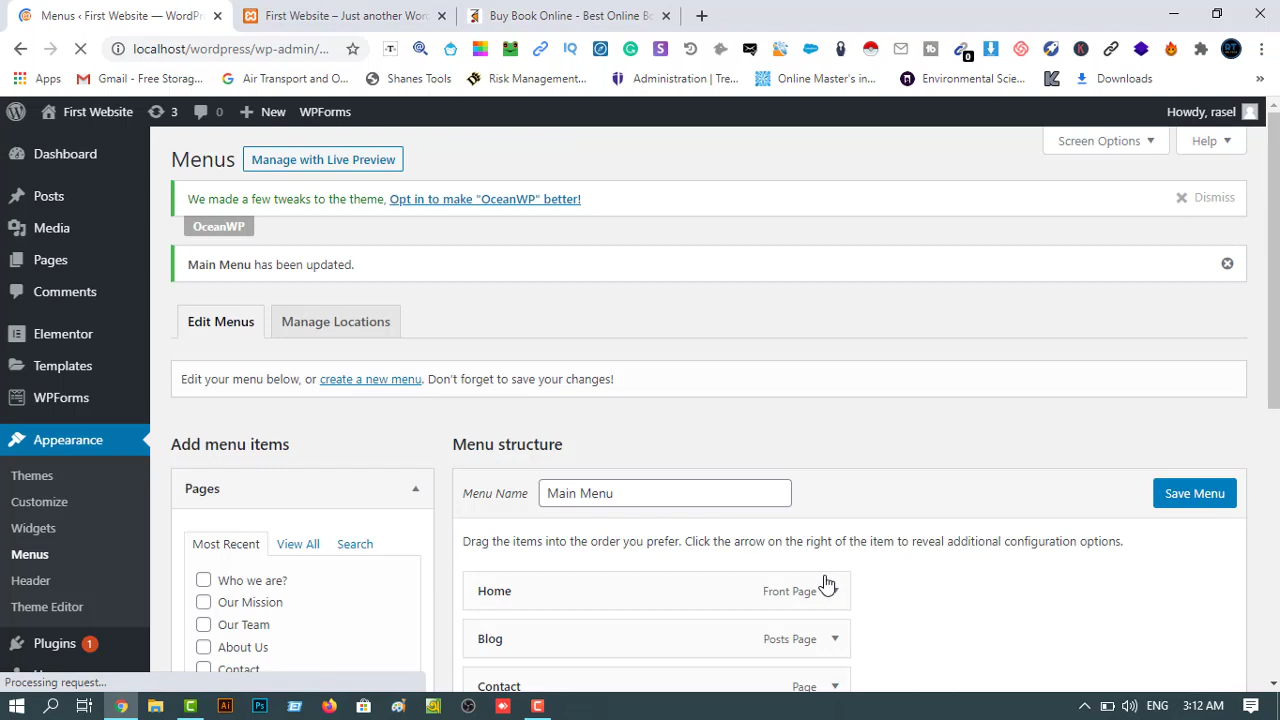 Menus ‹ First Website — WordPr
First Website – Just another Word
Buy Book Online - Best Online Bo
localhost/wordpress/wp-admin/...
0
Apps
Gmail - Free Storag...
Air Transport and O...
Shanes Tools
Risk Management...
Administration | Tre...
Online Master's in...
Environmental Scie...
Downloads
»
First Website
3
0
New
WPForms
Howdy, rasel
Screen Options
Help
Dashboard
Posts
Media
Pages
Comments
Elementor
Templates
WPForms
Appearance
Themes
Customize
Widgets
Menus
Header
Theme Editor
Plugins 1
Menus
Manage with Live Preview
We made a few tweaks to the theme, Opt in to make "OceanWP" better!
Dismiss
OceanWP
Main Menu has been updated.
Edit Menus
Manage Locations
Edit your menu below, or create a new menu. Don't forget to save your changes!
Add menu items
Pages
Most Recent
View All
Search
Who we are?
Our Mission
Our Team
About Us
Contact
Menu structure
Menu Name
Main Menu
Save Menu
Drag the items into the order you prefer. Click the arrow on the right of the item to reveal additional configuration options.
Home
Front Page
Blog
Posts Page
Contact
Page
Processing request...
ENG
3:12 AM